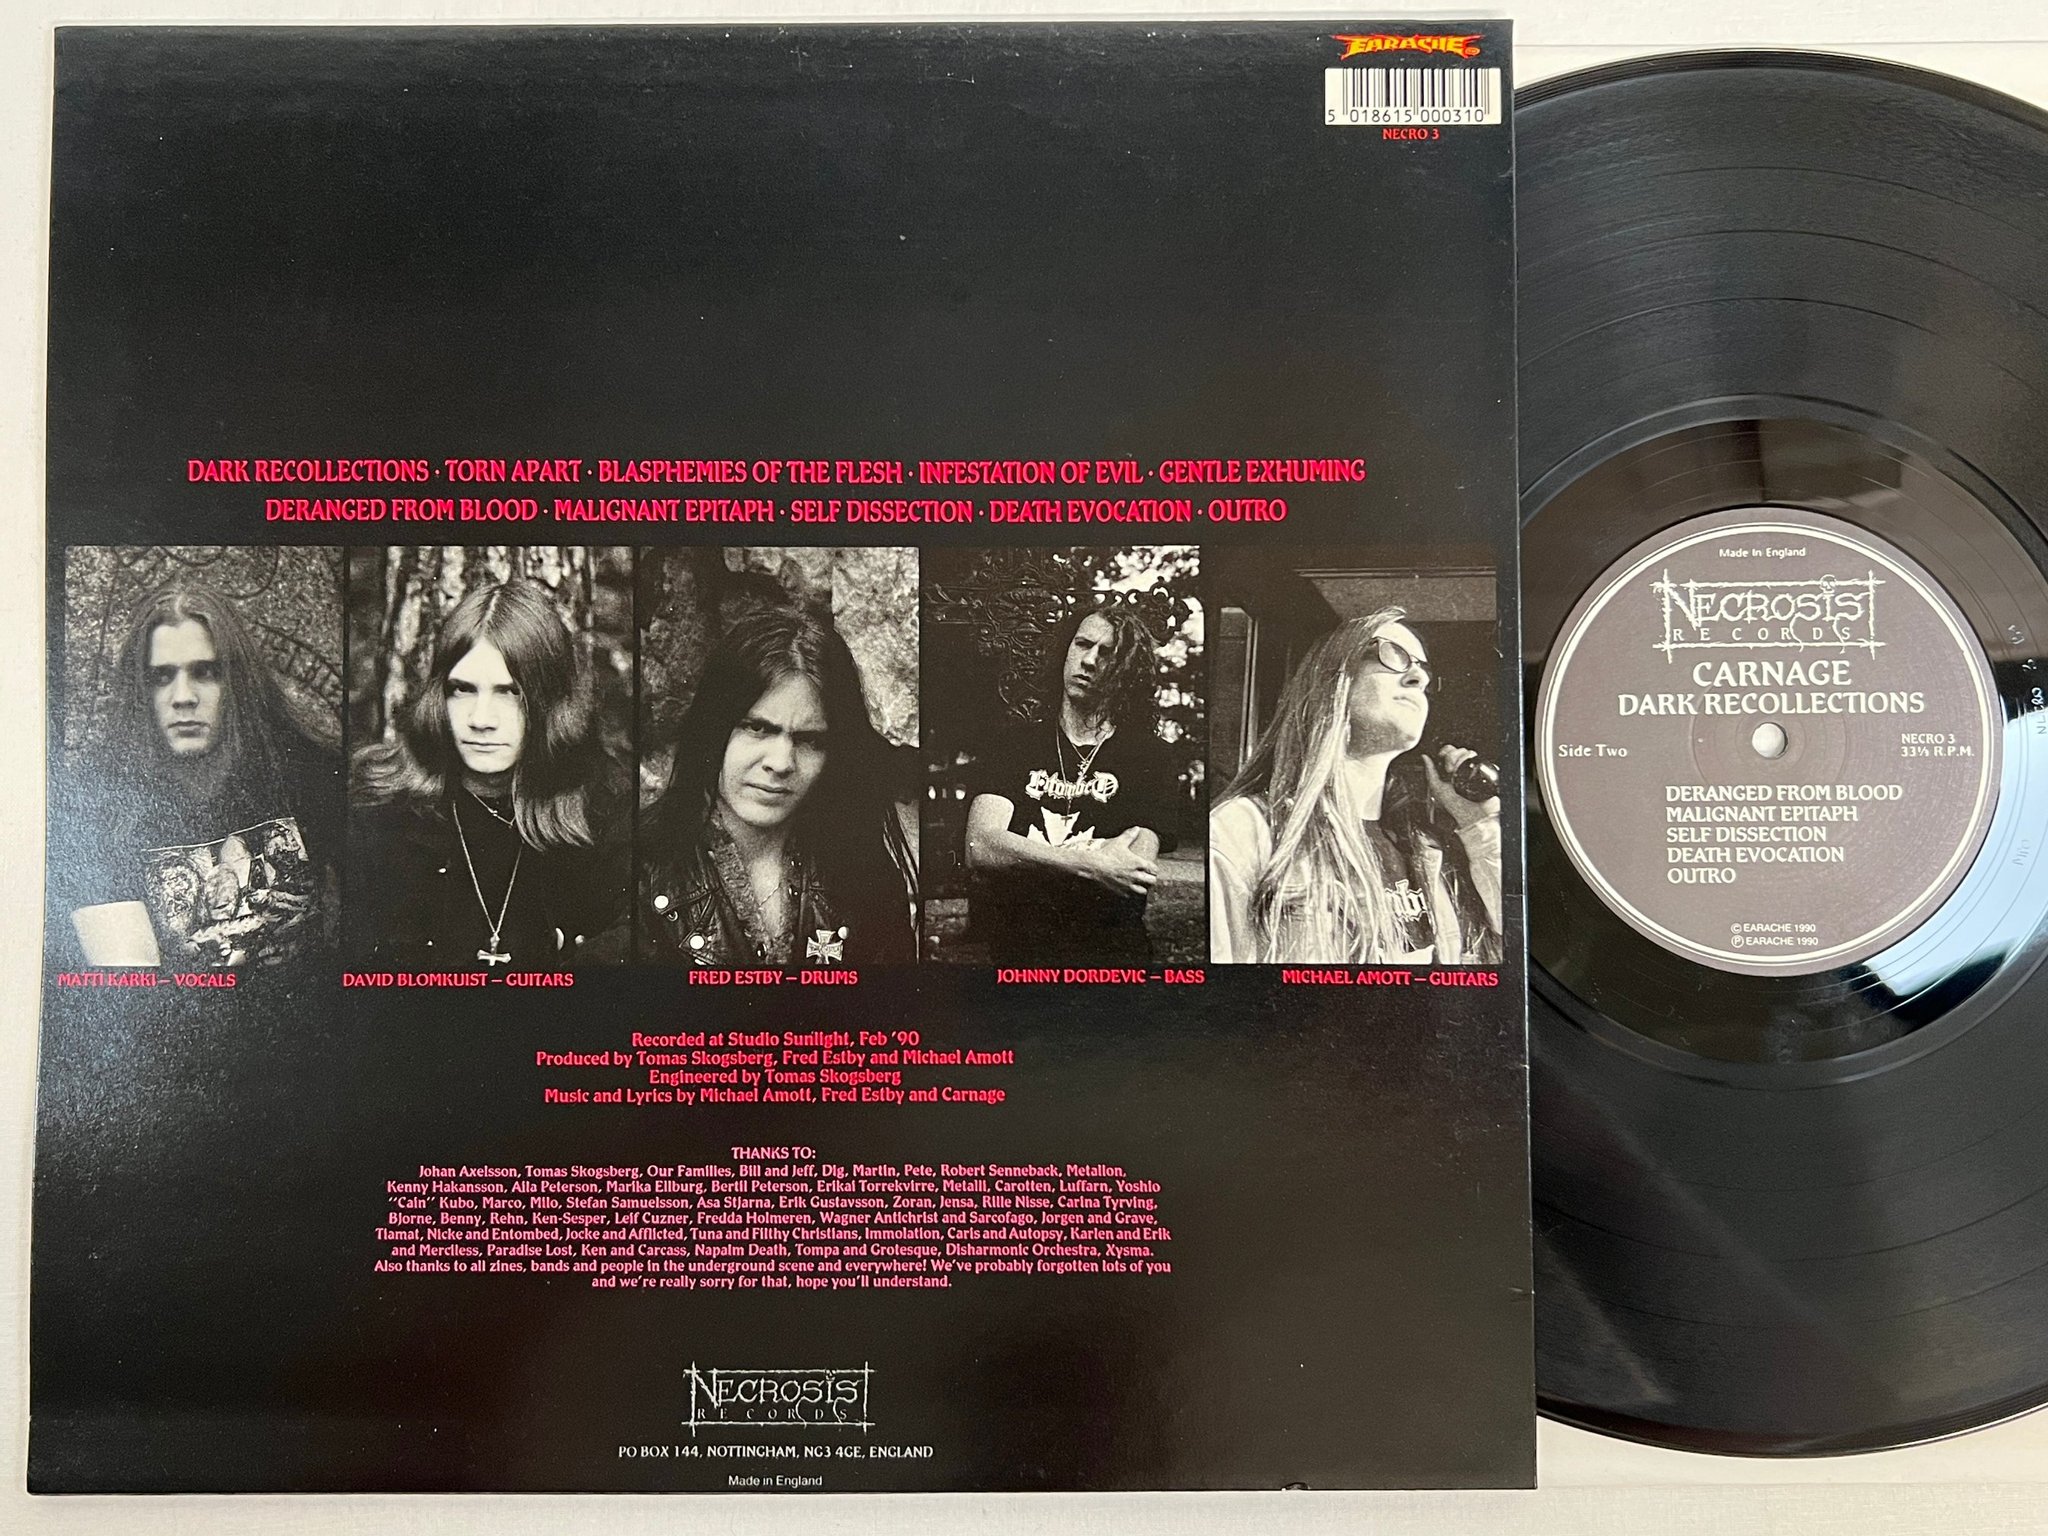 EARACHE
5 018615 000310
NECRO 3
DARK RECOLLECTIONS · TORN APART · BLASPHEMIES OF THE FLESH · INFESTATION OF EVIL · GENTLE EXHUMING
DERANGED FROM BLOOD · MALIGNANT EPITAPH · SELF DISSECTION · DEATH EVOCATION · OUTRO
Entombed
MATTI KARKI – VOCALS
DAVID BLOMKUIST – GUITARS
FRED ESTBY – DRUMS
JOHNNY DORDEVIC – BASS
MICHAEL AMOTT – GUITARS
Recorded at Studio Sunlight, Feb '90
Produced by Tomas Skogsberg, Fred Estby and Michael Amott
Engineered by Tomas Skogsberg
Music and Lyrics by Michael Amott, Fred Estby and Carnage
THANKS TO:
Johan Axelsson, Tomas Skogsberg, Our Families, Bill and Jeff, Dig, Martin, Pete, Robert Senneback, Metallon,
Kenny Hakansson, Alla Peterson, Marika Ellburg, Bertil Peterson, Erikai Torrekvirre, Metalli, Carotten, Luffarn, Yoshio
"Cain" Kubo, Marco, Milo, Stefan Samuelsson, Asa Stjarna, Erik Gustavsson, Zoran, Jensa, Rille Nisse, Carina Tyrving,
Bjorne, Benny, Rehn, Ken-Sesper, Leif Cuzner, Fredda Holmeren, Wagner Antichrist and Sarcofago, Jorgen and Grave,
Tiamat, Nicke and Entombed, Jocke and Afflicted, Tuna and Filthy Christians, Immolation, Caris and Autopsy, Karlen and Erik
and Merciless, Paradise Lost, Ken and Carcass, Napalm Death, Tompa and Grotesque, Disharmonic Orchestra, Xysma.
Also thanks to all zines, bands and people in the underground scene and everywhere! We've probably forgotten lots of you
and we're really sorry for that, hope you'll understand.
NECROSIS
RECORDS
PO BOX 144, NOTTINGHAM, NG3 4GE, ENGLAND
Made in England
Made in England
NECROSIS
RECORDS
CARNAGE
DARK RECOLLECTIONS
Side Two
NECRO 3
33⅓ R.P.M.
DERANGED FROM BLOOD
MALIGNANT EPITAPH
SELF DISSECTION
DEATH EVOCATION
OUTRO
© EARACHE 1990
℗ EARACHE 1990